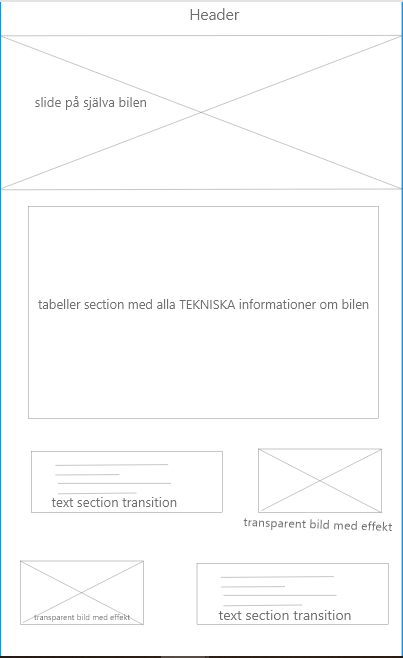 Header
slide på själva bilen
tabeller section med alla TEKNISKA informationer om bilen
text section transition
transparent bild med effekt
transparent bild med effekt
text section transition